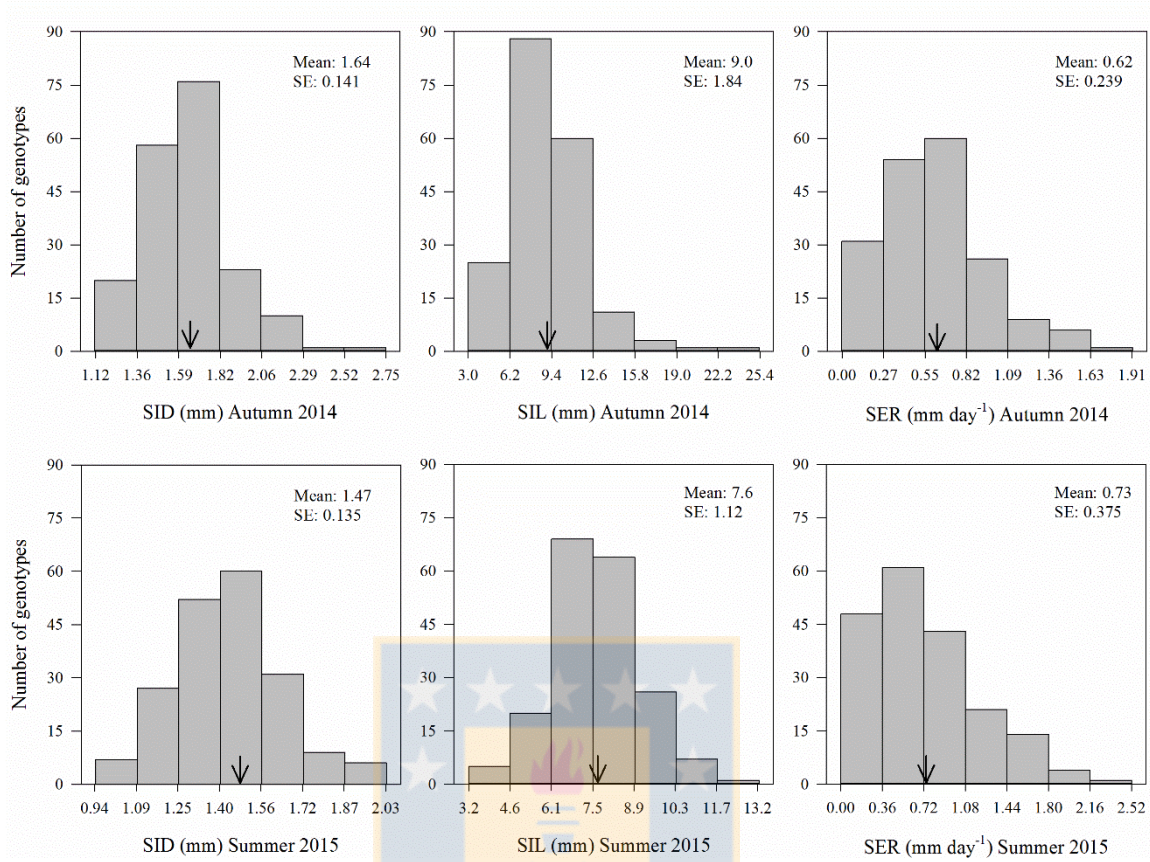 90
75
60
45
30
15
0
Number of genotypes
Mean: 1.64
SE: 0.141
1.12 1.36 1.59 1.82 2.06 2.29 2.52 2.75
SID (mm) Autumn 2014
90
75
60
45
30
15
0
Mean: 9.0
SE: 1.84
3.0 6.2 9.4 12.6 15.8 19.0 22.2 25.4
SIL (mm) Autumn 2014
90
75
60
45
30
15
0
Mean: 0.62
SE: 0.239
0.00 0.27 0.55 0.82 1.09 1.36 1.63 1.91
SER (mm day⁻¹) Autumn 2014
90
75
60
45
30
15
0
Number of genotypes
Mean: 1.47
SE: 0.135
0.94 1.09 1.25 1.40 1.56 1.72 1.87 2.03
SID (mm) Summer 2015
90
75
60
45
30
15
0
Mean: 7.6
SE: 1.12
3.2 4.6 6.1 7.5 8.9 10.3 11.7 13.2
SIL (mm) Summer 2015
90
75
60
45
30
15
0
Mean: 0.73
SE: 0.375
0.00 0.36 0.72 1.08 1.44 1.80 2.16 2.52
SER (mm day⁻¹) Summer 2015